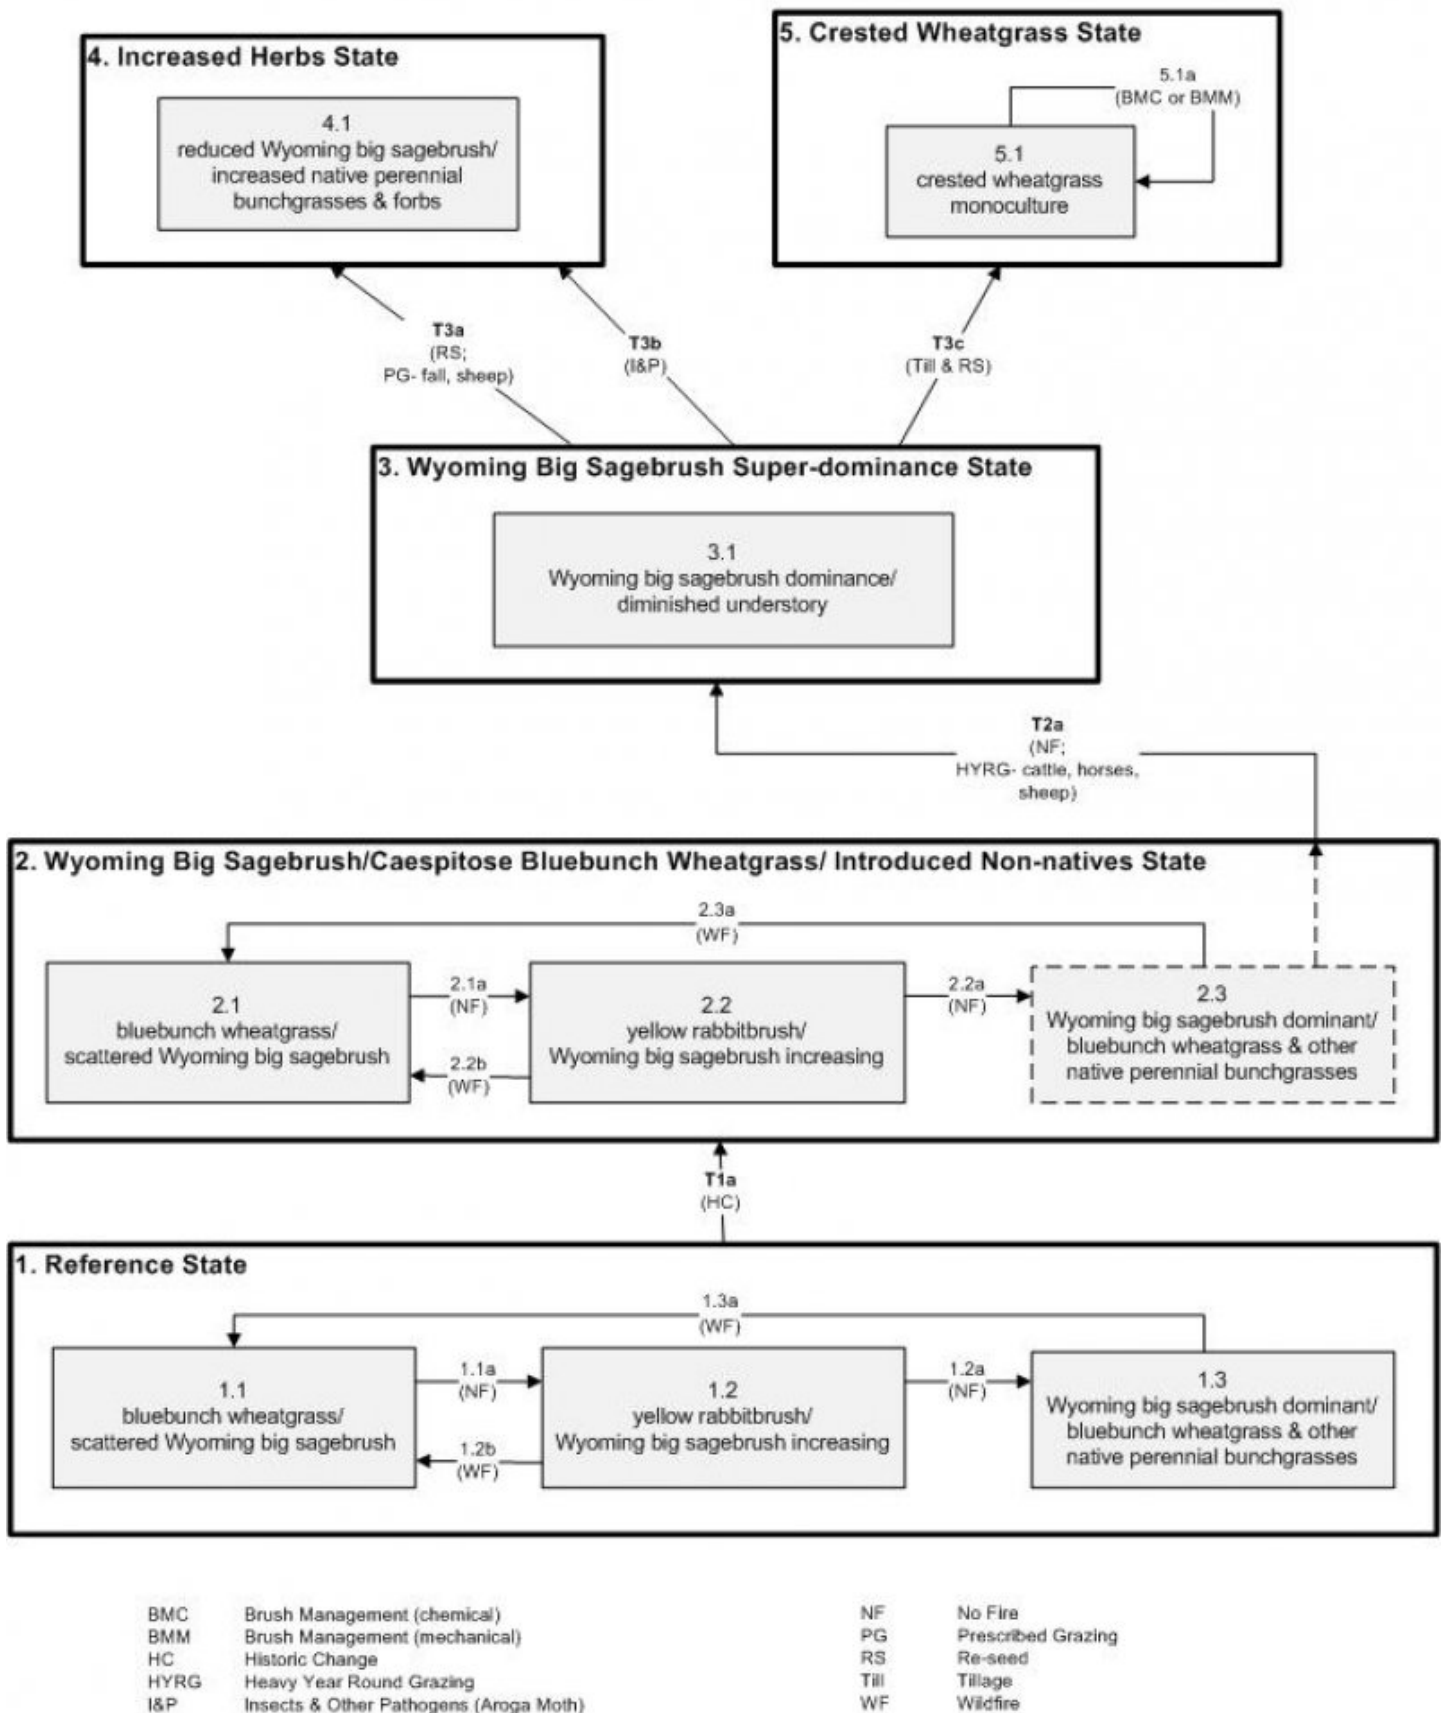 4. Increased Herbs State
4.1
reduced Wyoming big sagebrush/
increased native perennial
bunchgrasses & forbs
5. Crested Wheatgrass State
5.1a
(BMC or BMM)
5.1
crested wheatgrass
monoculture
T3a
(RS;
PG- fall, sheep)
T3b
(I&P)
T3c
(Till & RS)
3. Wyoming Big Sagebrush Super-dominance State
3.1
Wyoming big sagebrush dominance/
diminished understory
T2a
(NF;
HYRG- cattle, horses,
sheep)
2. Wyoming Big Sagebrush/Caespitose Bluebunch Wheatgrass/ Introduced Non-natives State
2.3a
(WF)
2.1
bluebunch wheatgrass/
scattered Wyoming big sagebrush
2.1a
(NF)
2.2b
(WF)
2.2
yellow rabbitbrush/
Wyoming big sagebrush increasing
2.2a
(NF)
2.3
Wyoming big sagebrush dominant/
bluebunch wheatgrass & other
native perennial bunchgrasses
T1a
(HC)
1. Reference State
1.3a
(WF)
1.1
bluebunch wheatgrass/
scattered Wyoming big sagebrush
1.1a
(NF)
1.2b
(WF)
1.2
yellow rabbitbrush/
Wyoming big sagebrush increasing
1.2a
(NF)
1.3
Wyoming big sagebrush dominant/
bluebunch wheatgrass & other
native perennial bunchgrasses
BMC Brush Management (chemical)
BMM Brush Management (mechanical)
HC Historic Change
HYRG Heavy Year Round Grazing
I&P Insects & Other Pathogens (Aroga Moth)
NF No Fire
PG Prescribed Grazing
RS Re-seed
Till Tillage
WF Wildfire